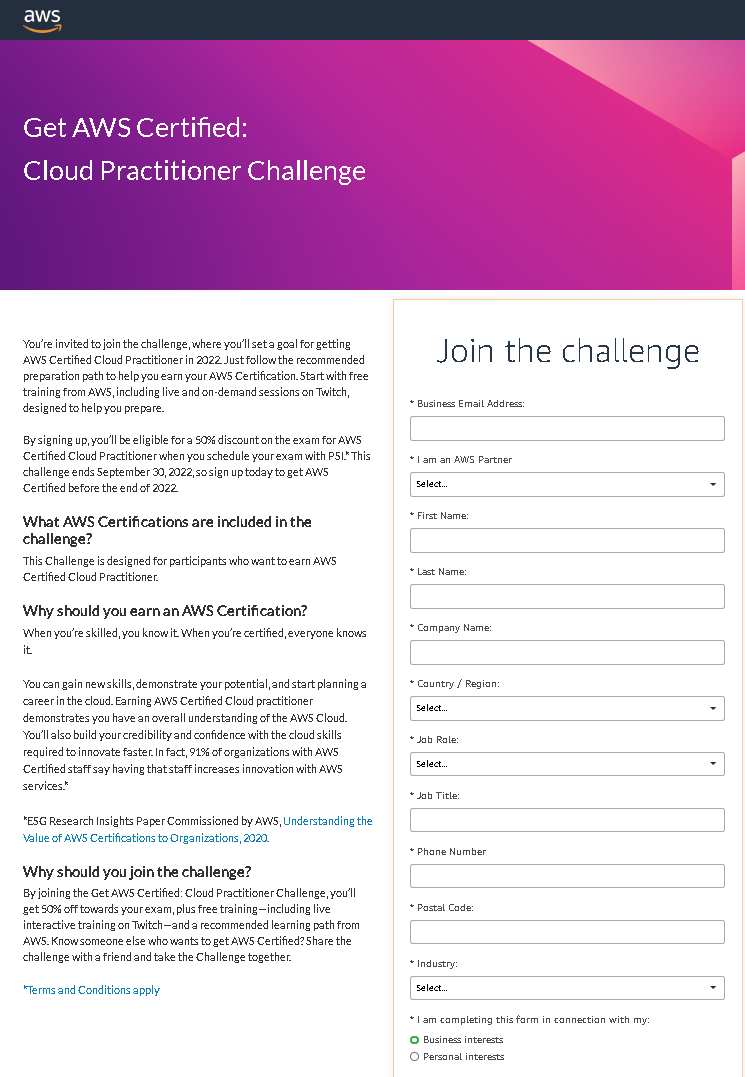 aws
Get AWS Certified:
Cloud Practitioner Challenge
You're invited to join the challenge, where you'll set a goal for getting
AWS Certified Cloud Practitioner in 2022. Just follow the recommended
preparation path to help you earn your AWS Certification. Start with free
training from AWS, including live and on-demand sessions on Twitch,
designed to help you prepare.
By signing up, you'll be eligible for a 50% discount on the exam for AWS
Certified Cloud Practitioner when you schedule your exam with PSI.* This
challenge ends September 30, 2022, so sign up today to get AWS
Certified before the end of 2022.
What AWS Certifications are included in the
challenge?
This Challenge is designed for participants who want to earn AWS
Certified Cloud Practitioner.
Why should you earn an AWS Certification?
When you're skilled, you know it. When you're certified, everyone knows
it.
You can gain new skills, demonstrate your potential, and start planning a
career in the cloud. Earning AWS Certified Cloud practitioner
demonstrates you have an overall understanding of the AWS Cloud.
You'll also build your credibility and confidence with the cloud skills
required to innovate faster. In fact, 91% of organizations with AWS
Certified staff say having that staff increases innovation with AWS
services.*
*ESG Research Insights Paper Commissioned by AWS, Understanding the
Value of AWS Certifications to Organizations, 2020.
Why should you join the challenge?
By joining the Get AWS Certified: Cloud Practitioner Challenge, you'll
get 50% off towards your exam, plus free training—including live
interactive training on Twitch—and a recommended learning path from
AWS. Know someone else who wants to get AWS Certified? Share the
challenge with a friend and take the Challenge together.
*Terms and Conditions apply
Join the challenge
* Business Email Address:
* I am an AWS Partner
Select...
* First Name:
* Last Name:
* Company Name:
* Country / Region:
Select...
* Job Role:
Select...
* Job Title:
* Phone Number
* Postal Code:
* Industry:
Select...
* I am completing this form in connection with my:
Business interests
Personal interests